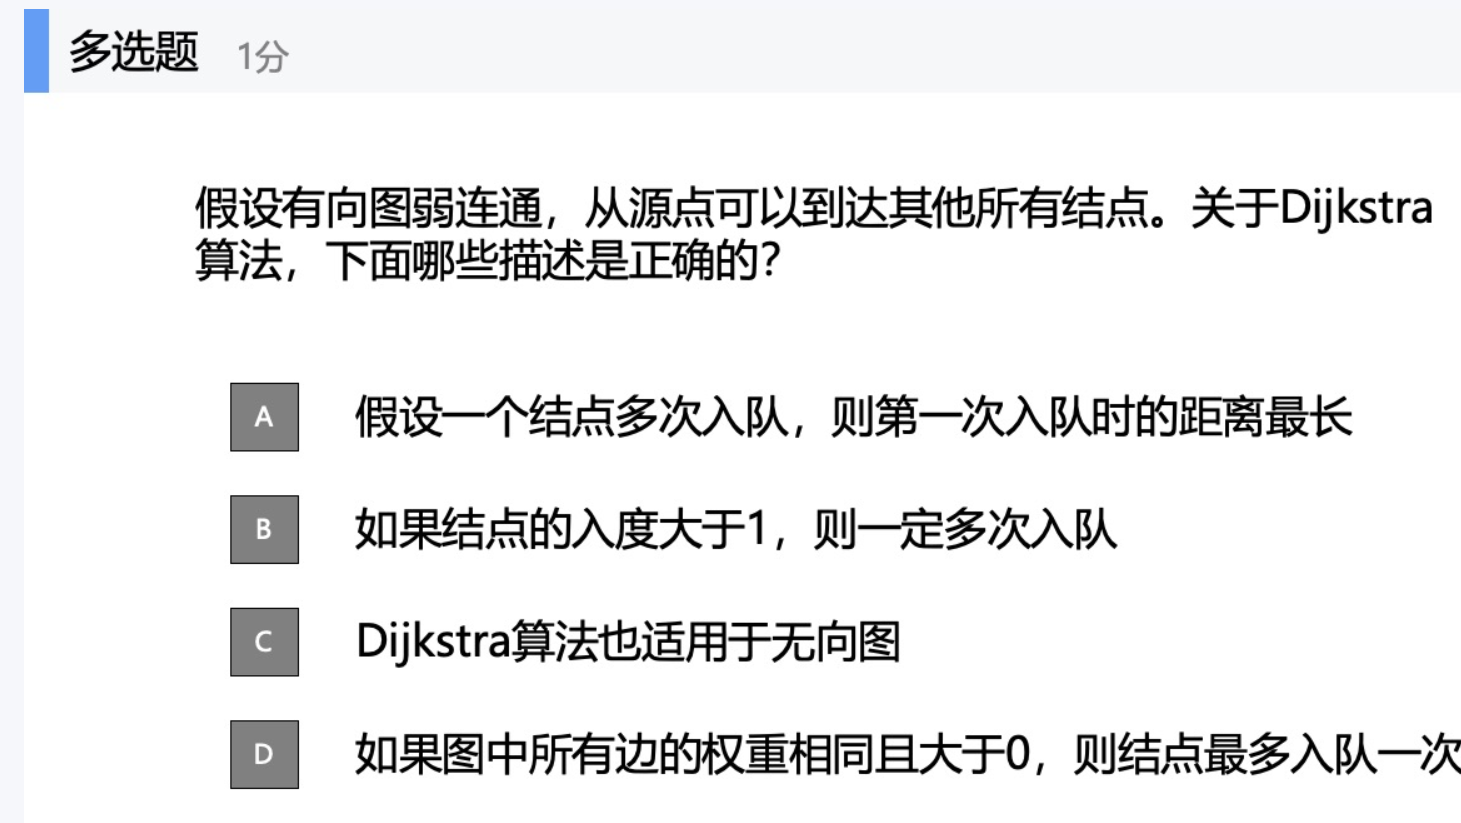 多选题 1分
假设有向图弱连通，从源点可以到达其他所有结点。关于Dijkstra
算法，下面哪些描述是正确的？
A 假设一个结点多次入队，则第一次入队时的距离最长
B 如果结点的入度大于1，则一定多次入队
C Dijkstra算法也适用于无向图
D 如果图中所有边的权重相同且大于0，则结点最多入队一次